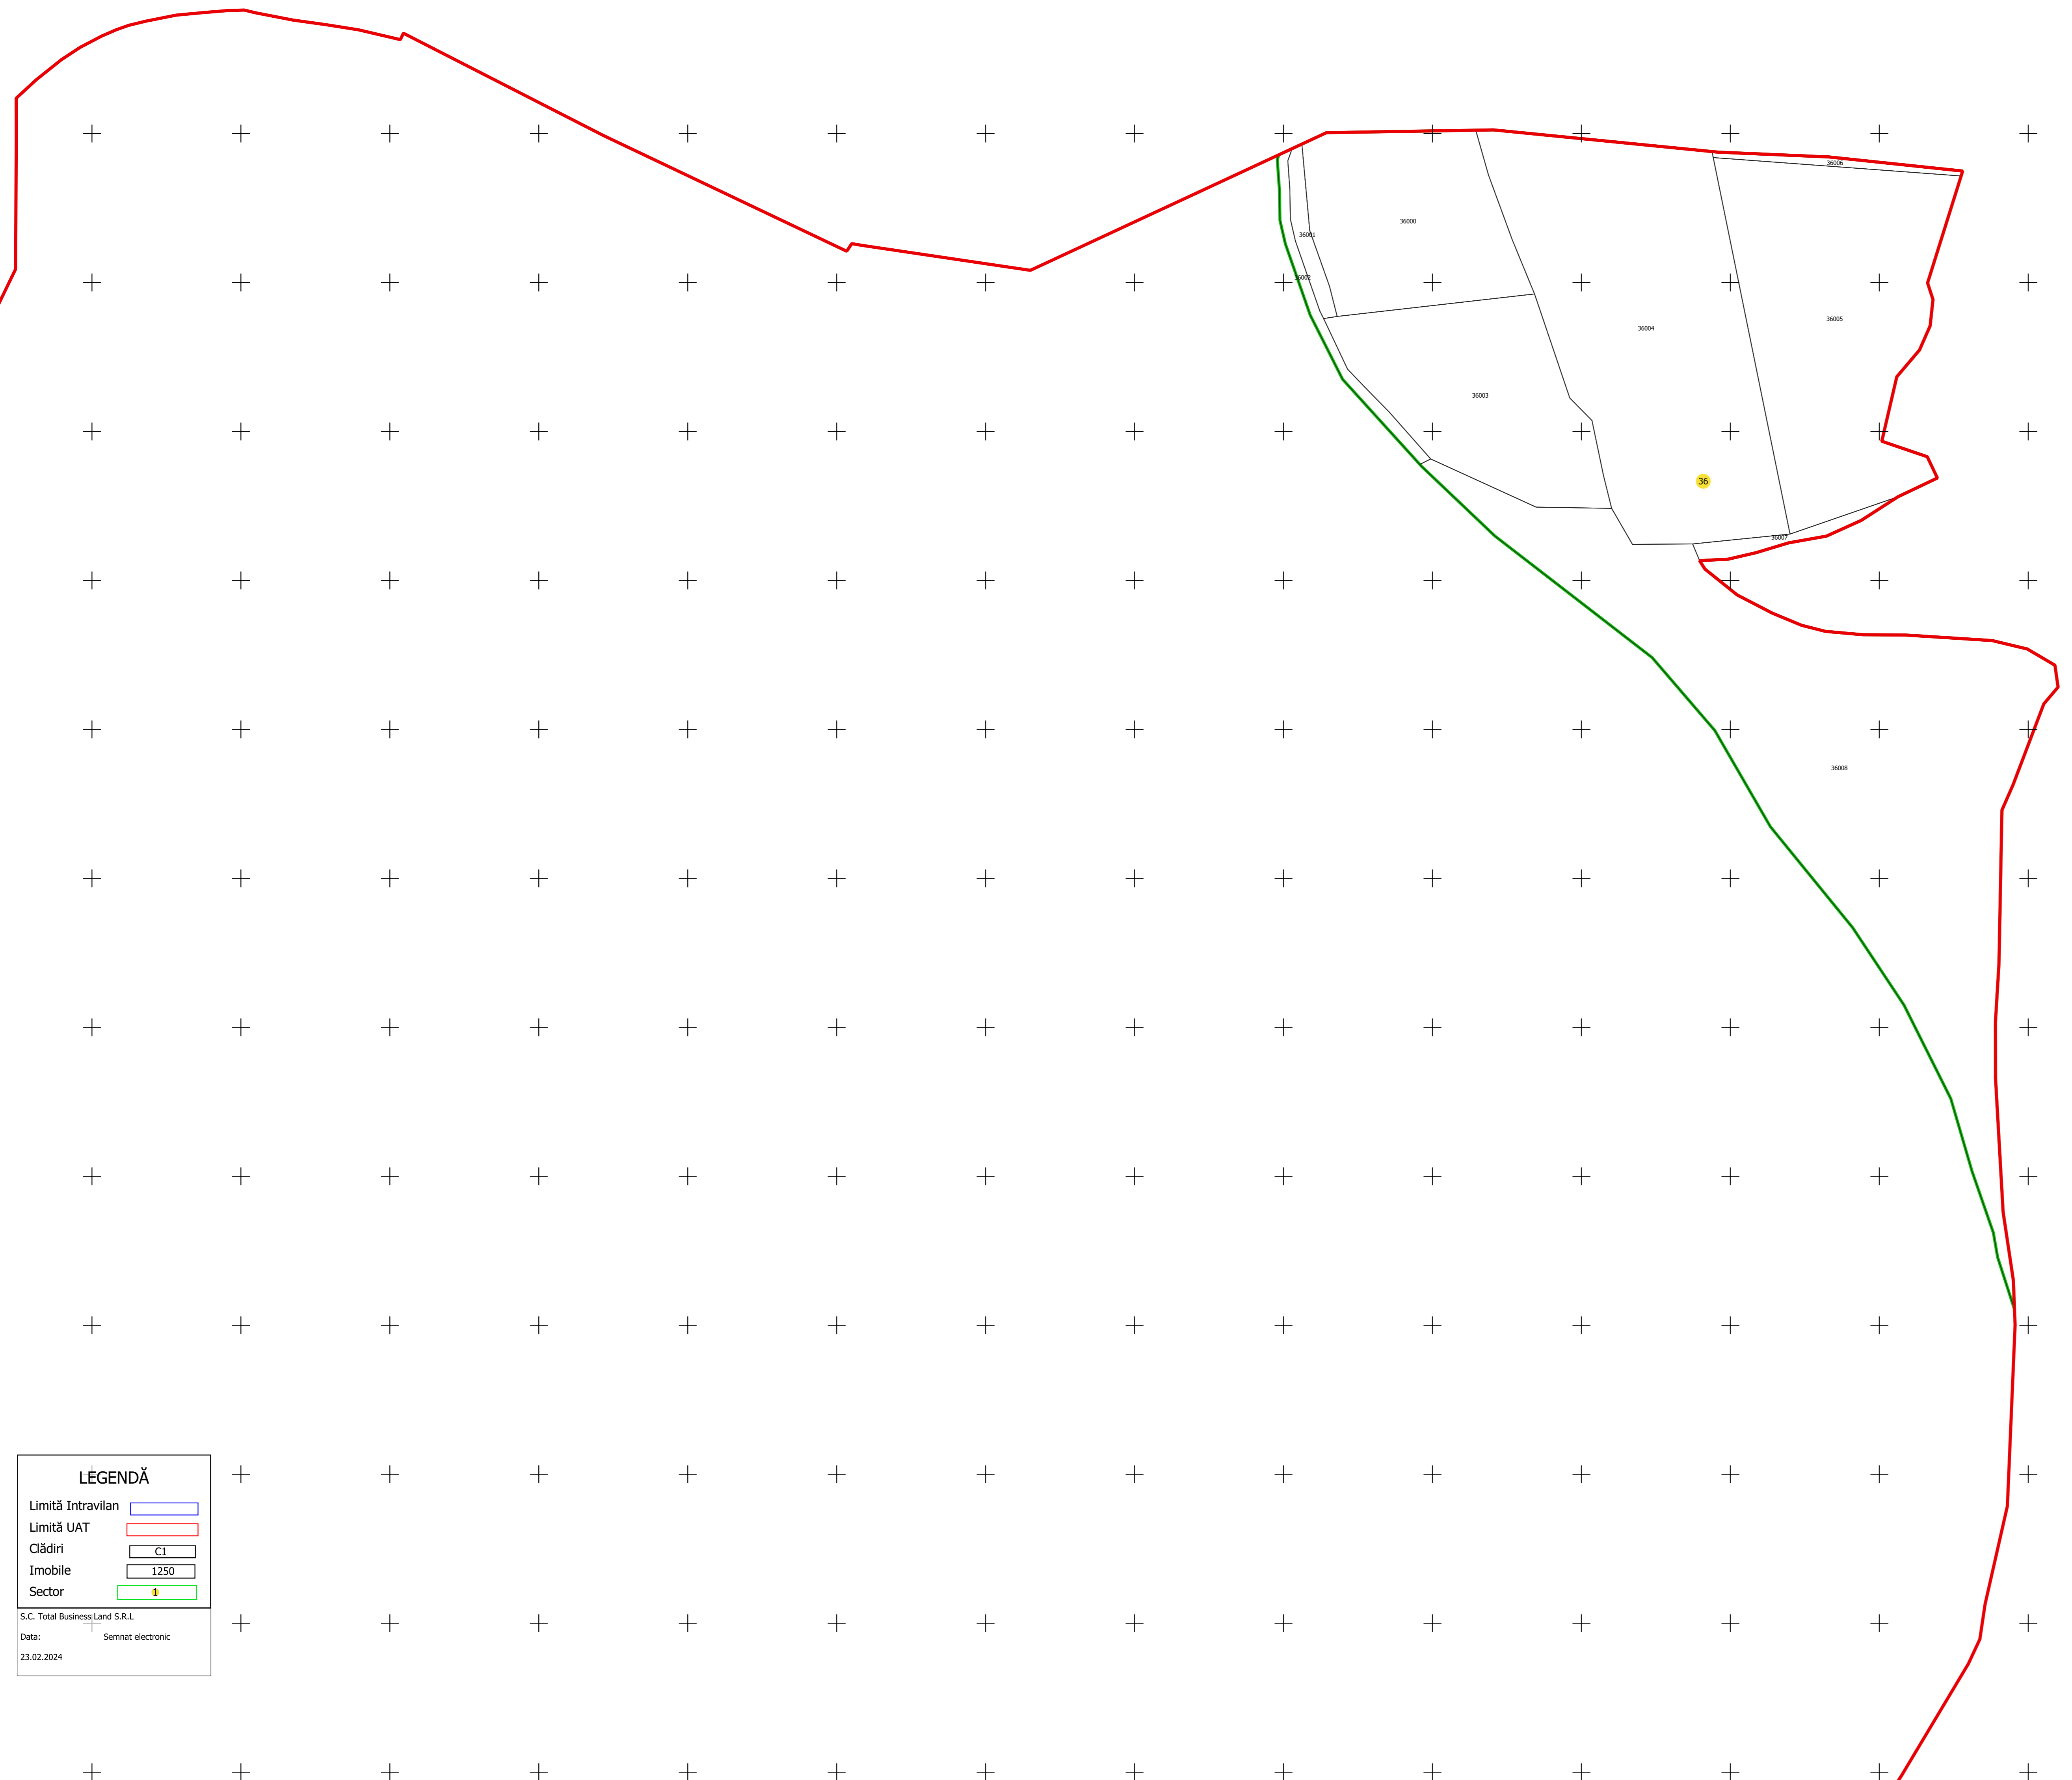 36006
36000
36001
36002
36005
36004
36003
36
36007
36008
LEGENDĂ
Limită Intravilan
Limită UAT
Clădiri C1
Imobile 1250
Sector 1
S.C. Total Business Land S.R.L
Data: Semnat electronic
23.02.2024